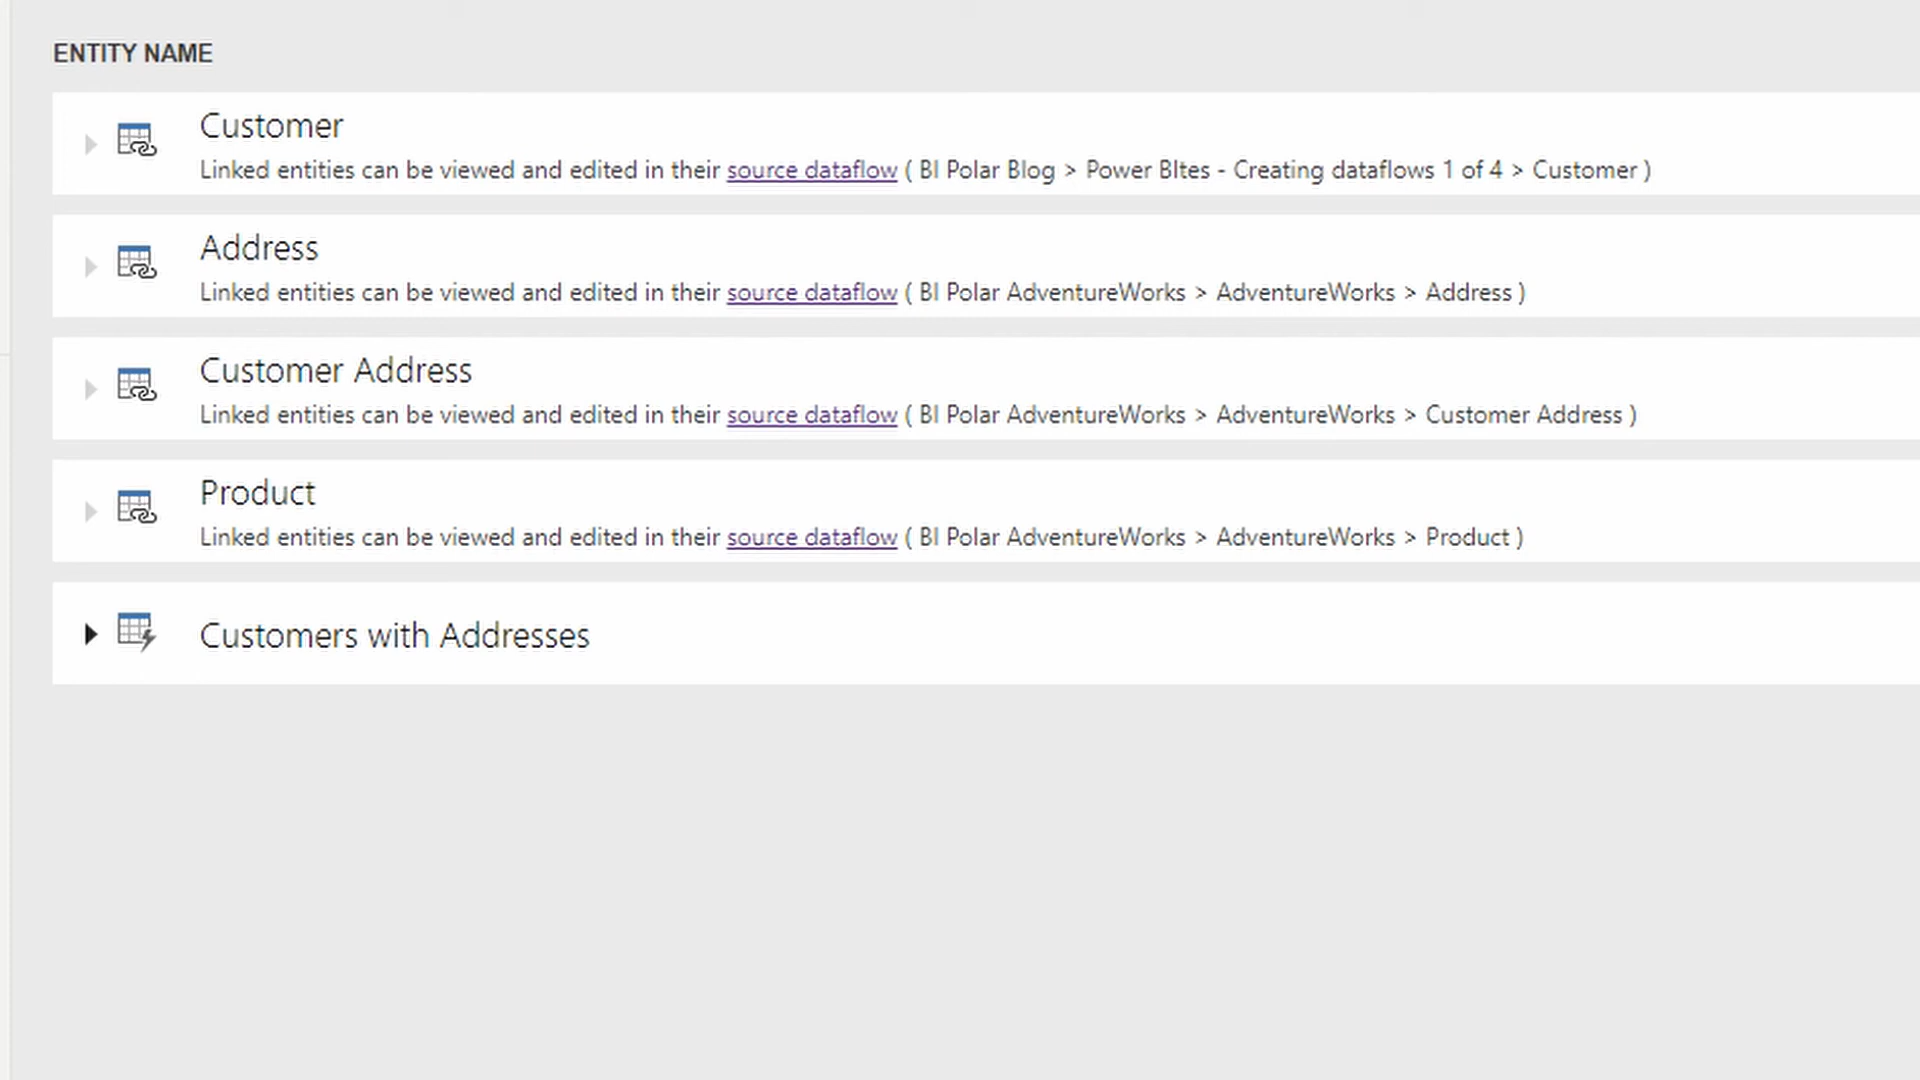 ENTITY NAME
Customer
Linked entities can be viewed and edited in their source dataflow ( BI Polar Blog > Power BItes - Creating dataflows 1 of 4 > Customer )
Address
Linked entities can be viewed and edited in their source dataflow ( BI Polar AdventureWorks > AdventureWorks > Address )
Customer Address
Linked entities can be viewed and edited in their source dataflow ( BI Polar AdventureWorks > AdventureWorks > Customer Address )
Product
Linked entities can be viewed and edited in their source dataflow ( BI Polar AdventureWorks > AdventureWorks > Product )
Customers with Addresses